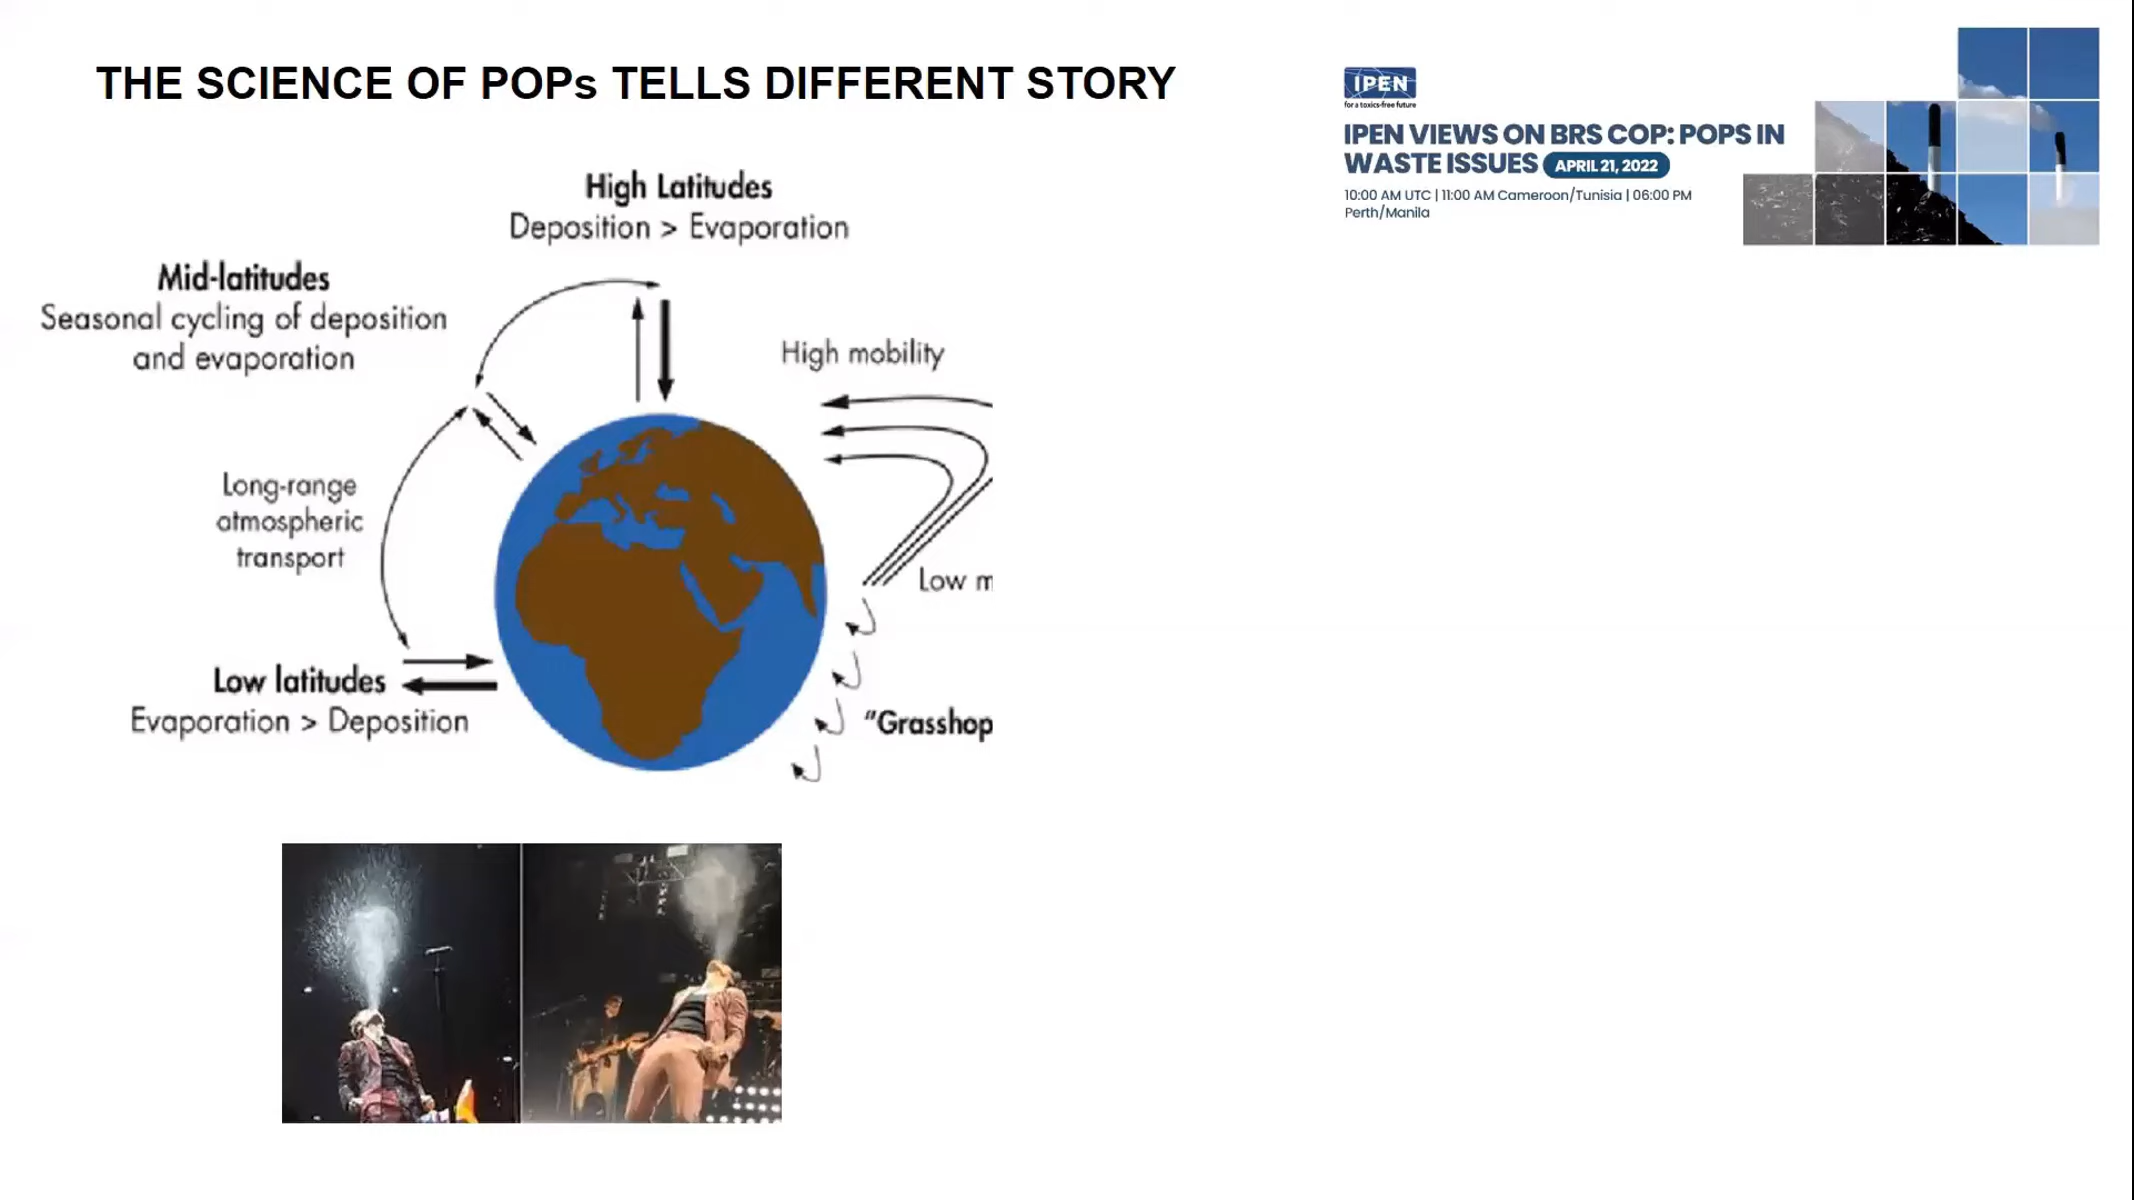 THE SCIENCE OF POPs TELLS DIFFERENT STORY
IPEN
for a toxics-free future
IPEN VIEWS ON BRS COP: POPS IN
WASTE ISSUES APRIL 21, 2022
10:00 AM UTC | 11:00 AM Cameroon/Tunisia | 06:00 PM
Perth/Manila
High Latitudes
Deposition > Evaporation
Mid-latitudes
Seasonal cycling of deposition
and evaporation
High mobility
Long-range
atmospheric
transport
Low m
Low latitudes
Evaporation > Deposition
"Grasshop